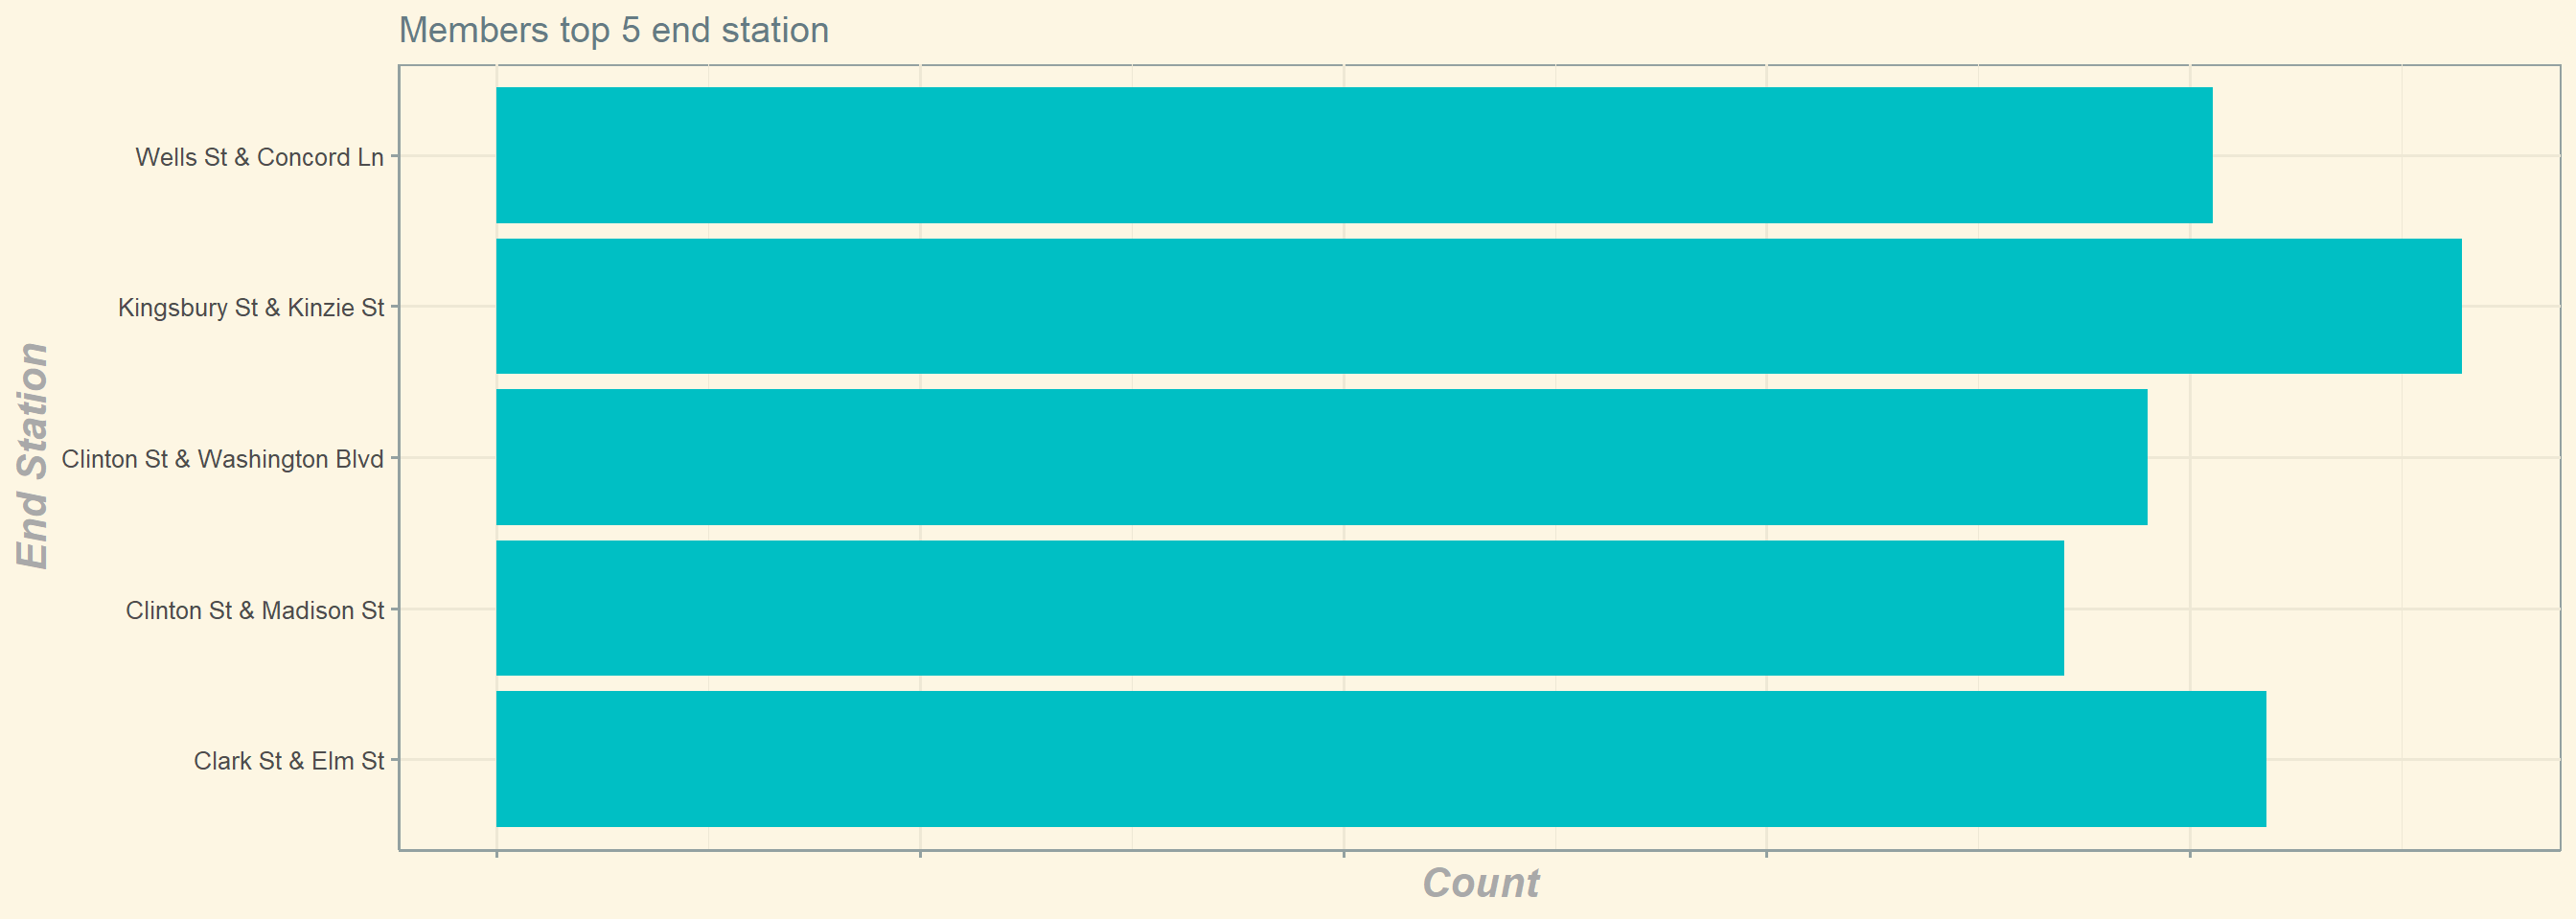 Members top 5 end station
Wells St & Concord Ln
Kingsbury St & Kinzie St
Clinton St & Washington Blvd
Clinton St & Madison St
Clark St & Elm St
End Station
Count